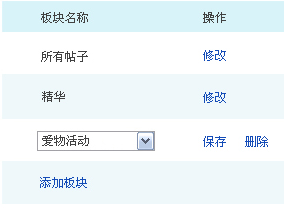 板块名称 操作
所有帖子 修改
精华 修改
爱物活动 保存 删除
添加板块